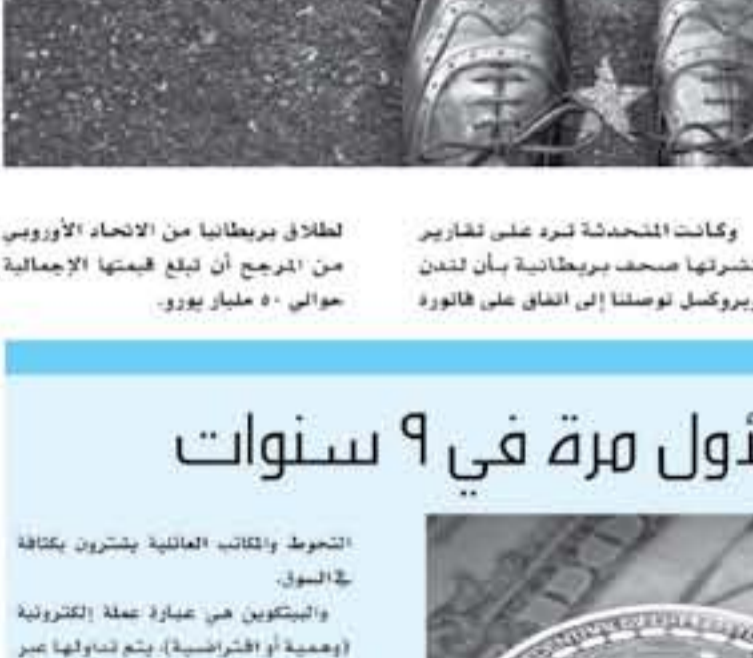 وكانت المتحدثة ترد على تقارير
نشرتها صحف بريطانية بأن لندن
وبروكسل توصلتا إلى اتفاق على فاتورة
لطلاق بريطانيا من الاتحاد الأوروبي
من المرجح أن تبلغ قيمتها الإجمالية
حوالي ٥٠ مليار يورو.
لأول مرة في ٩ سنوات
التحوط والمكاتب العائلية يشترون بكثافة
في السوق.
والبيتكوين هي عبارة عملة إلكترونية
(وهمية أو افتراضية)، يتم تداولها عبر